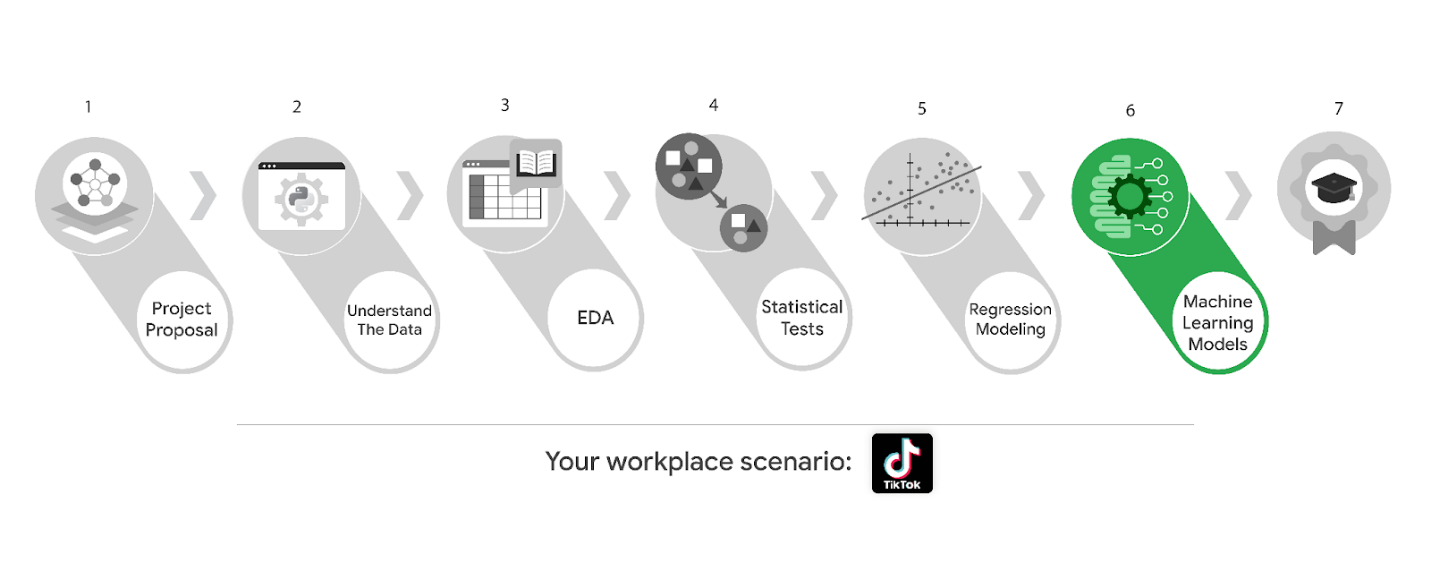 1
2
3
4
5
6
7
Project
Proposal
Understand
The Data
EDA
Statistical
Tests
Regression
Modeling
Machine
Learning
Models
Your workplace scenario:
TikTok